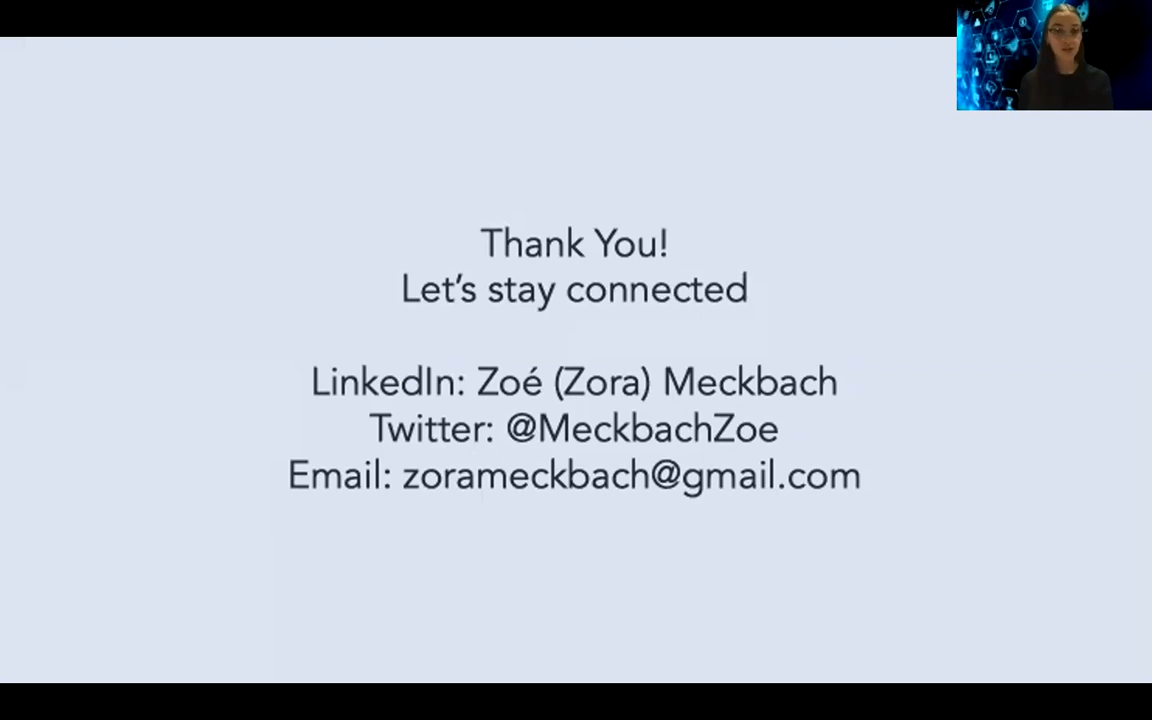 Thank You!
Let's stay connected
LinkedIn: Zoé (Zora) Meckbach
Twitter: @MeckbachZoe
Email: zorameckbach@gmail.com